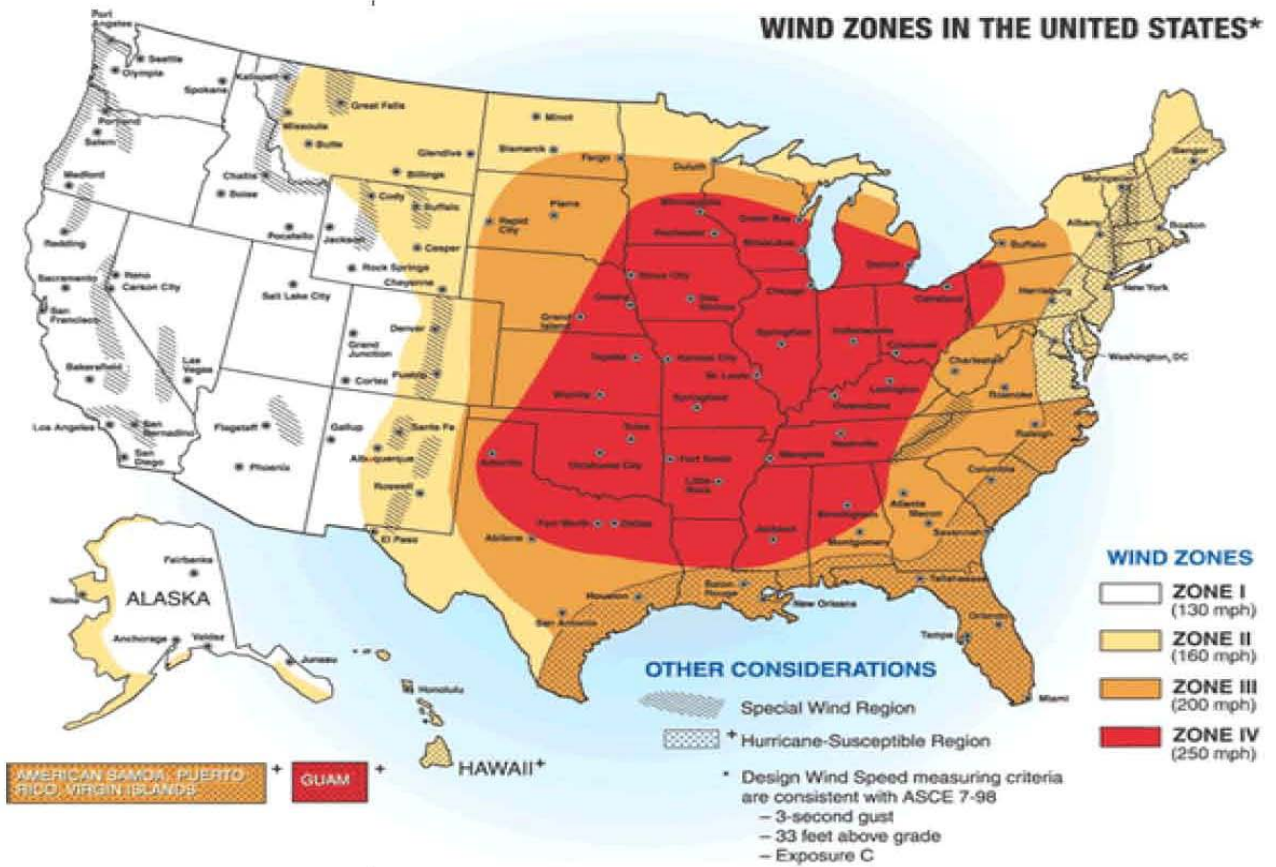 WIND ZONES IN THE UNITED STATES*
Port
Angeles
Seattle
Olympia
Spokane
Kalispell
Great Falls
Missoula
Butte
Glendive
Billings
Minot
Bismarck
Fargo
Duluth
Portland
Salem
Medford
Challis
Boise
Pocatello
Jackson
Cody
Buffalo
Casper
Rock Springs
Cheyenne
Rapid
City
Pierre
Minneapolis
Rochester
Green Bay
Milwaukee
Detroit
Chicago
Cleveland
Buffalo
Albany
Montpelier
Bangor
Boston
New York
Harrisburg
Washington, DC
Redding
Sacramento
Reno
Carson City
San
Francisco
Salt Lake City
Bakersfield
Las
Vegas
Los Angeles
San
Bernadino
San
Diego
Grand
Junction
Cortez
Denver
Pueblo
Flagstaff
Phoenix
Gallup
Albuquerque
Santa Fe
Roswell
El Paso
Sioux City
Omaha
Des
Moines
Grand
Island
Topeka
Kansas City
Wichita
Springfield
St. Louis
Springfield
Indianapolis
Cincinnati
Charleston
Lexington
Owensboro
Roanoke
Raleigh
Nashville
Memphis
Amarillo
Tulsa
Oklahoma City
Fort Smith
Little
Rock
Fort Worth
Dallas
Abilene
Jackson
Birmingham
Montgomery
Atlanta
Macon
Columbia
Savannah
Houston
San Antonio
Baton
Rouge
New Orleans
Tallahassee
Orlando
Tampa
Miami
Fairbanks
ALASKA
Nome
Anchorage
Valdez
Juneau
Honolulu
HAWAII+
AMERICAN SAMOA, PUERTO
RICO, VIRGIN ISLANDS
+
GUAM
+
WIND ZONES
ZONE I
(130 mph)
ZONE II
(160 mph)
ZONE III
(200 mph)
ZONE IV
(250 mph)
OTHER CONSIDERATIONS
Special Wind Region
+ Hurricane-Susceptible Region
* Design Wind Speed measuring criteria
are consistent with ASCE 7-98
– 3-second gust
– 33 feet above grade
– Exposure C